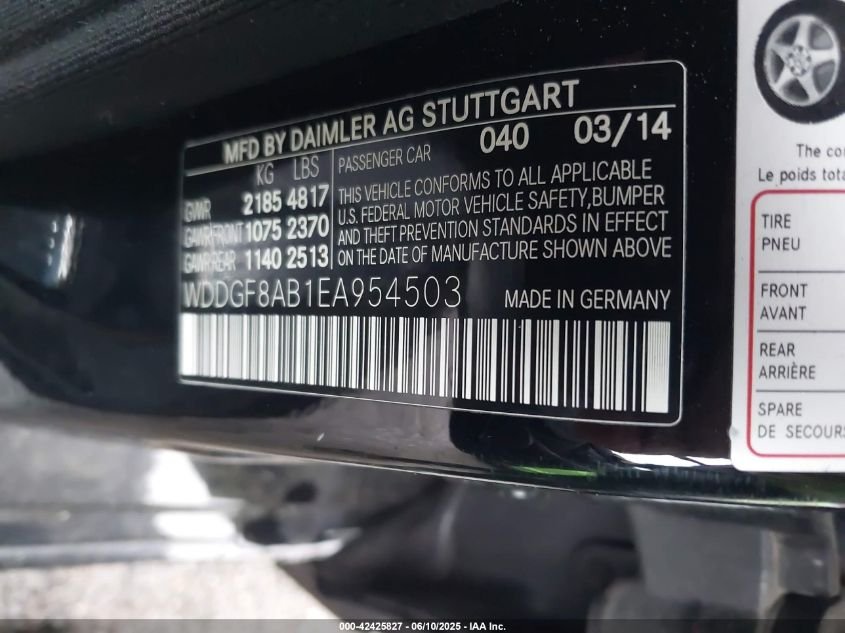 MFD BY DAIMLER AG STUTTGART
KG LBS PASSENGER CAR 040 03/14
GVWR 2185 4817
GAWR FRONT 1075 2370
GAWR REAR 1140 2513
THIS VEHICLE CONFORMS TO ALL APPLICABLE
U.S. FEDERAL MOTOR VEHICLE SAFETY,BUMPER
AND THEFT PREVENTION STANDARDS IN EFFECT
ON THE DATE OF MANUFACTURE SHOWN ABOVE
WDDGF8AB1EA954503 MADE IN GERMANY
The co
Le poids tota
TIRE
PNEU
FRONT
AVANT
REAR
ARRIÈRE
SPARE
DE SECOURS
000-42425827 - 06/10/2025 - IAA Inc.